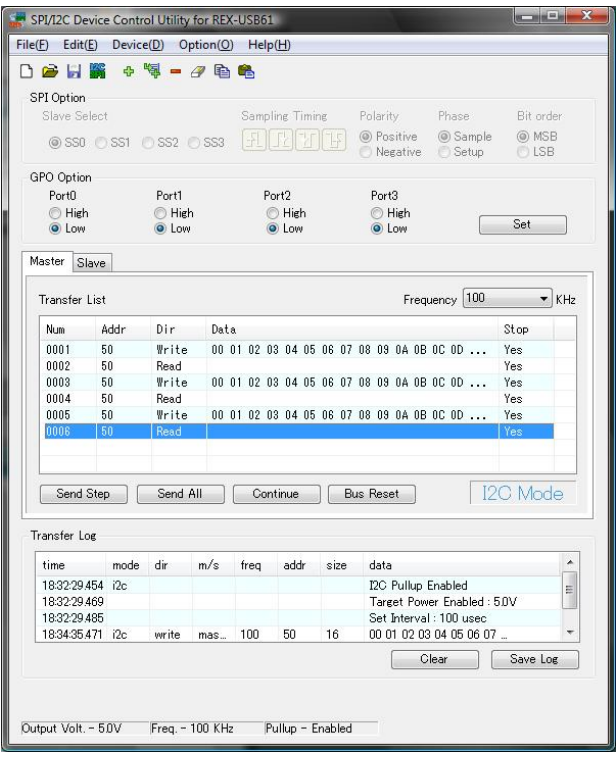 SPI/I2C Device Control Utility for REX-USB61
File(F) Edit(E) Device(D) Option(O) Help(H)
SPI Option
Slave Select Sampling Timing Polarity Phase Bit order
SS0 SS1 SS2 SS3 Positive Sample MSB
Negative Setup LSB
GPO Option
Port0 Port1 Port2 Port3
High High High High
Low Low Low Low Set
Master Slave
Transfer List Frequency 100 KHz
Num Addr Dir Data Stop
0001 50 Write 00 01 02 03 04 05 06 07 08 09 0A 0B 0C 0D ... Yes
0002 50 Read Yes
0003 50 Write 00 01 02 03 04 05 06 07 08 09 0A 0B 0C 0D ... Yes
0004 50 Read Yes
0005 50 Write 00 01 02 03 04 05 06 07 08 09 0A 0B 0C 0D ... Yes
0006 50 Read Yes
Send Step Send All Continue Bus Reset I2C Mode
Transfer Log
time mode dir m/s freq addr size data
18:32:29.454 i2c I2C Pullup Enabled
18:32:29.469 Target Power Enabled : 5.0V
18:32:29.485 Set Interval : 100 usec
18:34:35.471 i2c write mas... 100 50 16 00 01 02 03 04 05 06 07 ...
Clear Save Log
Output Volt. - 5.0V Freq. - 100 KHz Pullup - Enabled